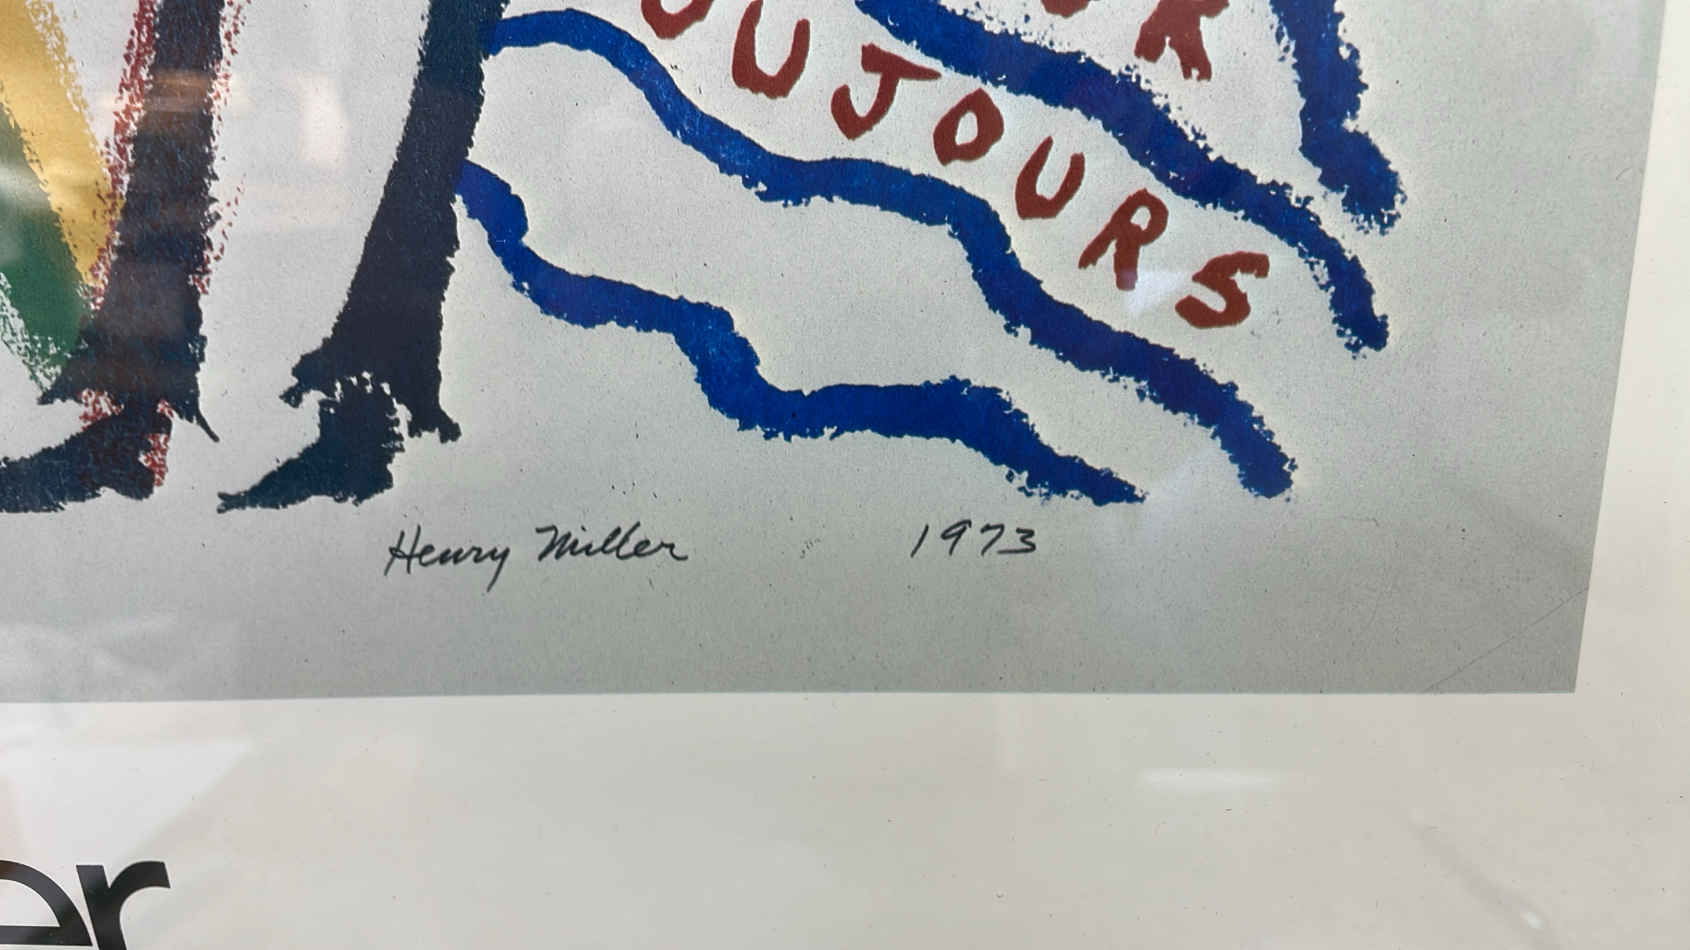 OUJOURS
Henry Miller 1973
er